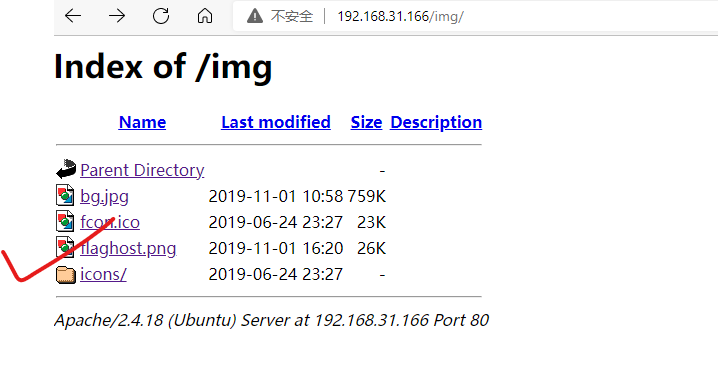 不安全 | 192.168.31.166/img/
Index of /img
Name Last modified Size Description
Parent Directory -
bg.jpg 2019-11-01 10:58 759K
fcon.ico 2019-06-24 23:27 23K
flaghost.png 2019-11-01 16:20 26K
icons/ 2019-06-24 23:27 -
Apache/2.4.18 (Ubuntu) Server at 192.168.31.166 Port 80